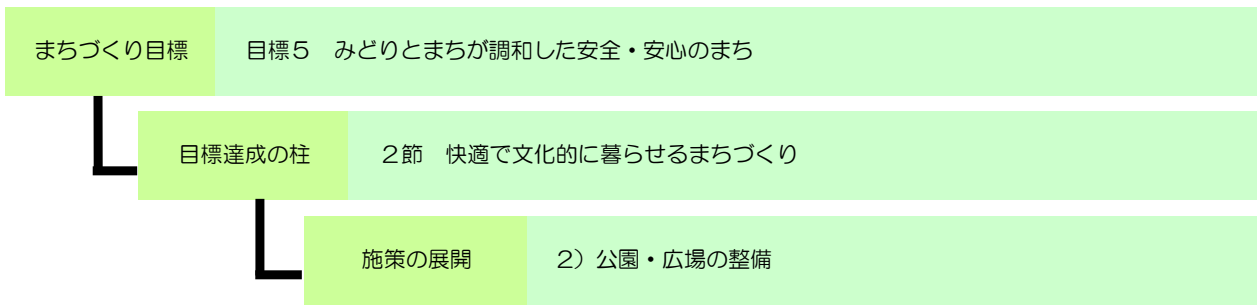 まちづくり目標　目標５　みどりとまちが調和した安全・安心のまち
目標達成の柱　２節　快適で文化的に暮らせるまちづくり
施策の展開　２）公園・広場の整備